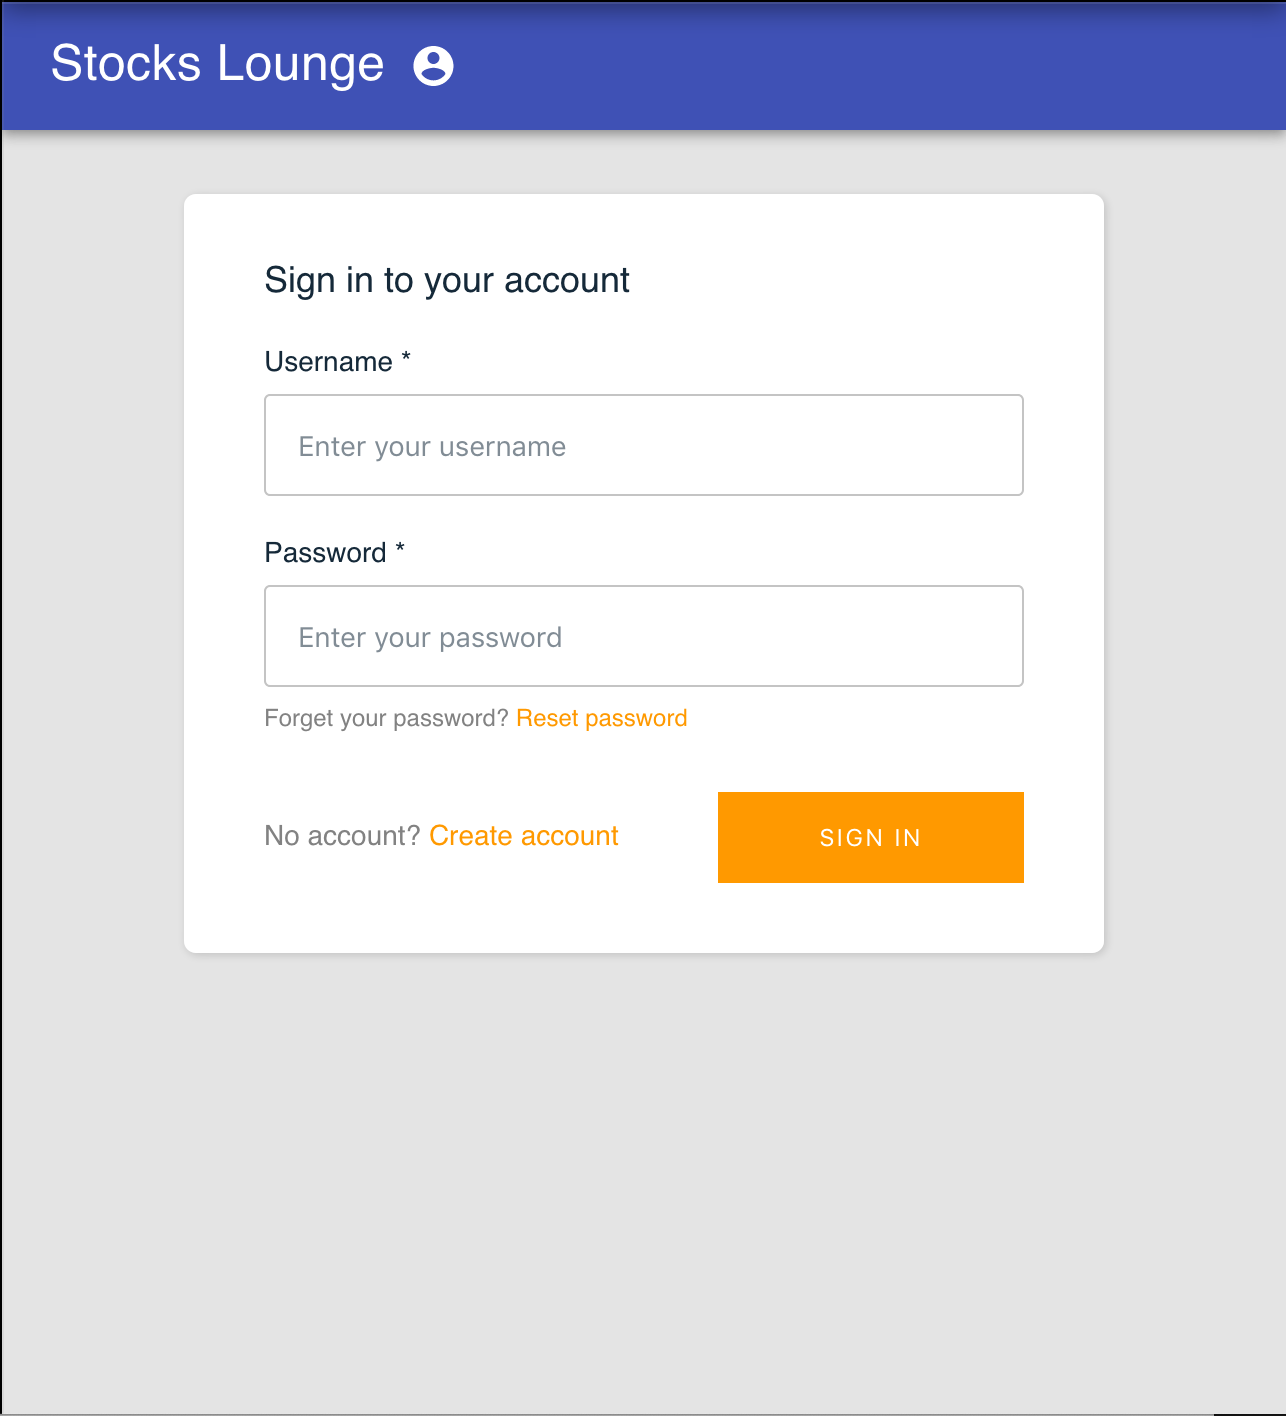 Stocks Lounge
Sign in to your account
Username *
Enter your username
Password *
Enter your password
Forget your password? Reset password
No account? Create account
SIGN IN